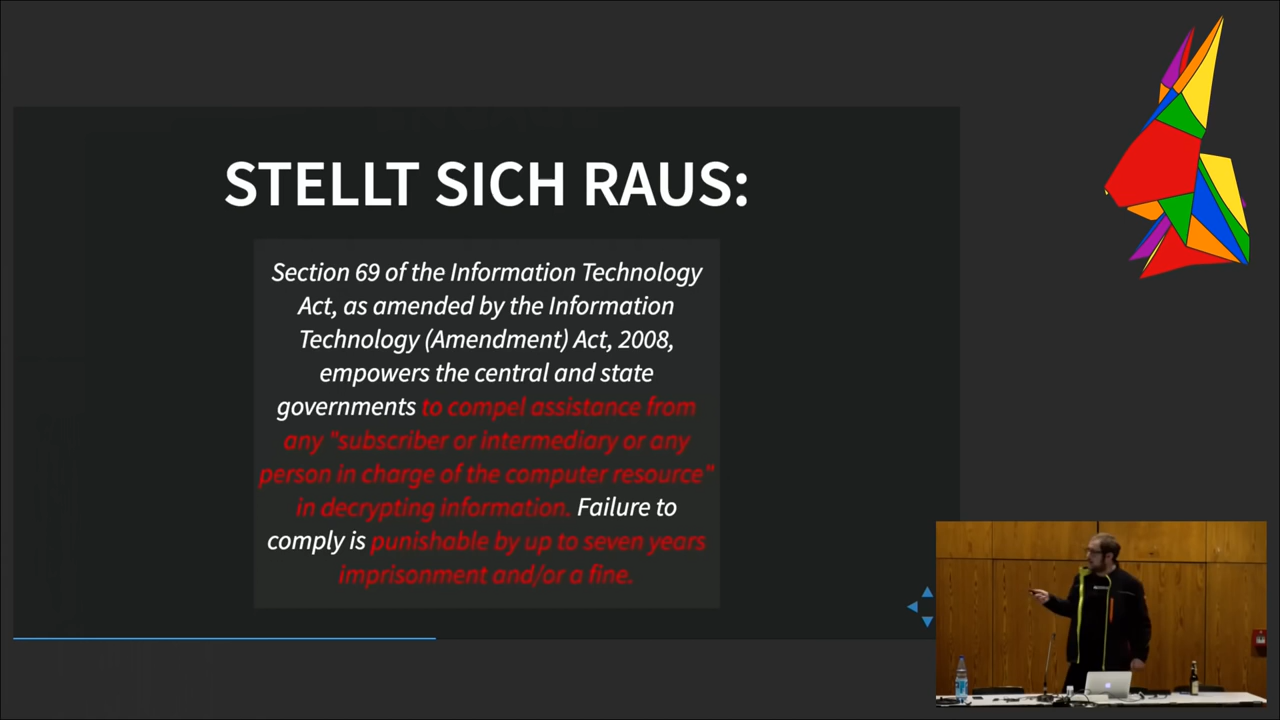 STELLT SICH RAUS:
Section 69 of the Information Technology
Act, as amended by the Information
Technology (Amendment) Act, 2008,
empowers the central and state
governments to compel assistance from
any "subscriber or intermediary or any
person in charge of the computer resource"
in decrypting information. Failure to
comply is punishable by up to seven years
imprisonment and/or a fine.